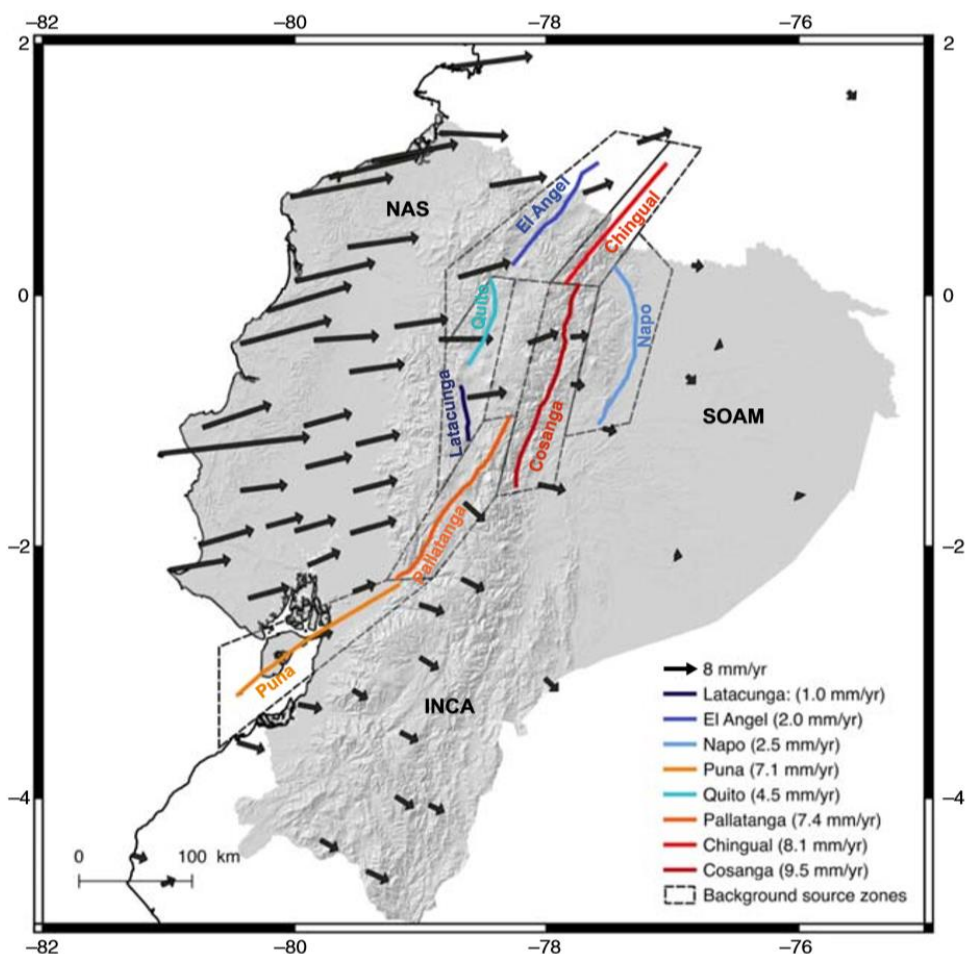 −82
−80
−78
−76
2
2
NAS
El Angel
Chingual
0
0
Quito
Napo
Latacunga
SOAM
Cosanga
−2
−2
Pallatanga
Puna
INCA
8 mm/yr
Latacunga: (1.0 mm/yr)
El Angel (2.0 mm/yr)
Napo (2.5 mm/yr)
Puna (7.1 mm/yr)
−4
−4
Quito (4.5 mm/yr)
Pallatanga (7.4 mm/yr)
Chingual (8.1 mm/yr)
0 100 km
Cosanga (9.5 mm/yr)
Background source zones
−82
−80
−78
−76